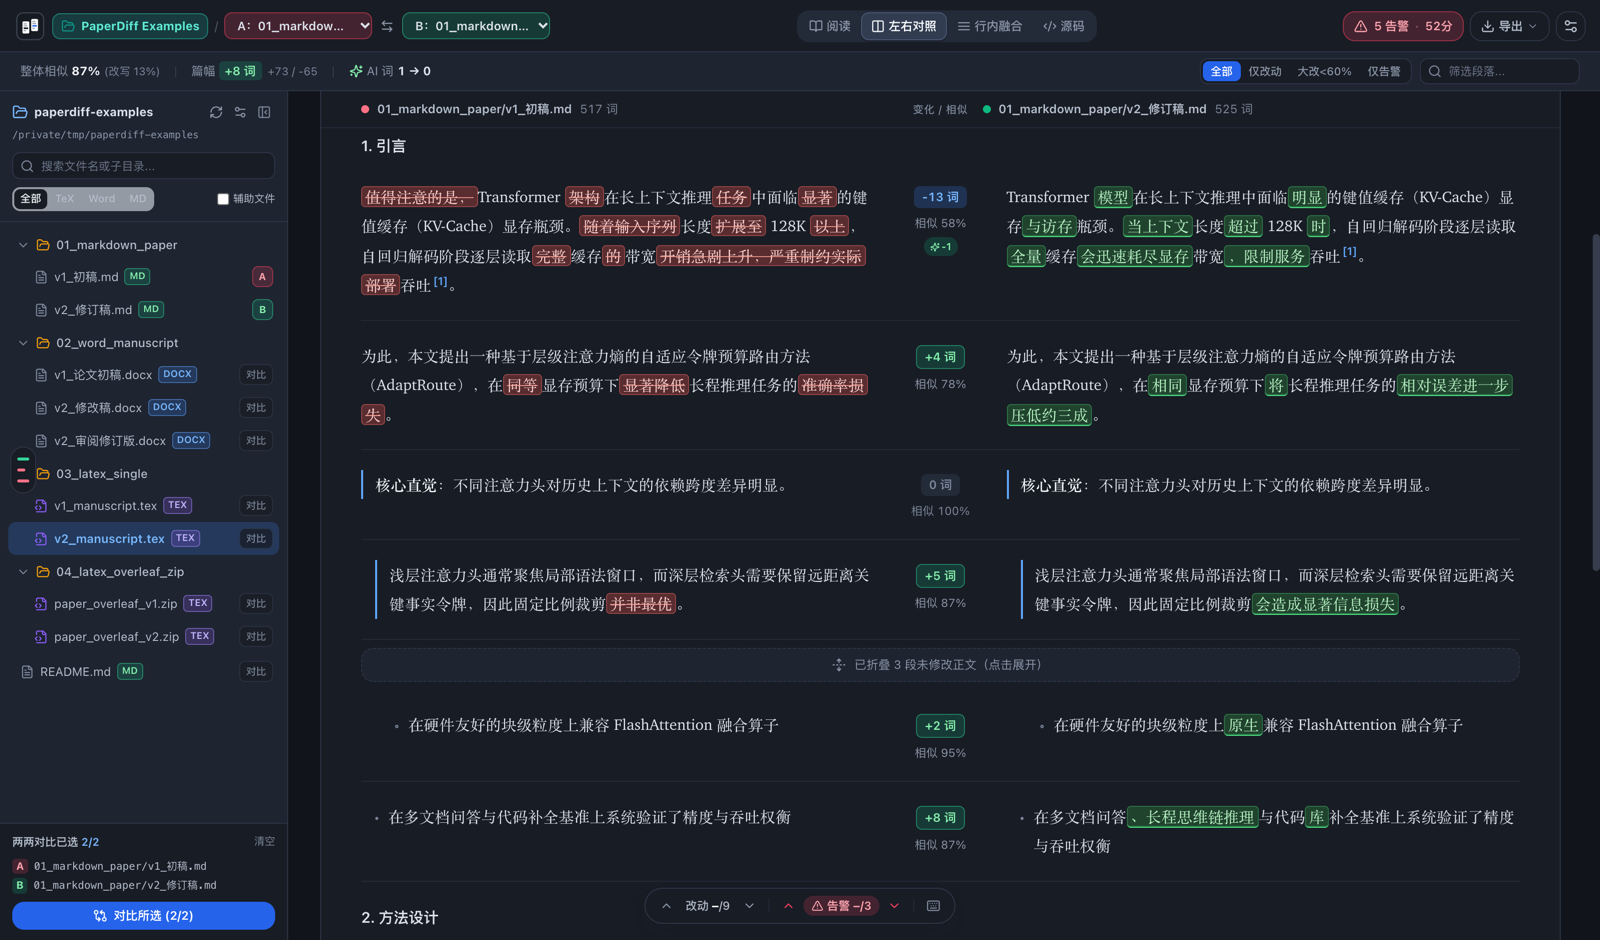 PaperDiff Examples / A: 01_markdow... B: 01_markdown...
阅读 左右对照 行内融合 源码
5 告警 · 52分 导出
整体相似 87% (改写 13%) 篇幅 +8 词 +73 / -65 AI 词 1 → 0
全部 仅改动 大改<60% 仅告警 筛选段落...
paperdiff-examples
/private/tmp/paperdiff-examples
搜索文件名或子目录...
全部 TeX Word MD 辅助文件
01_markdown_paper
v1_初稿.md MD A
v2_修订稿.md MD B
02_word_manuscript
v1_论文初稿.docx DOCX 对比
v2_修改稿.docx DOCX 对比
v2_审阅修订版.docx DOCX 对比
03_latex_single
v1_manuscript.tex TEX 对比
v2_manuscript.tex TEX 对比
04_latex_overleaf_zip
paper_overleaf_v1.zip TEX 对比
paper_overleaf_v2.zip TEX 对比
README.md MD 对比
两两对比已选 2/2 清空
A 01_markdown_paper/v1_初稿.md
B 01_markdown_paper/v2_修订稿.md
对比所选 (2/2)
01_markdown_paper/v1_初稿.md 517 词
变化 / 相似
01_markdown_paper/v2_修订稿.md 525 词
1. 引言
值得注意的是，Transformer 架构在长上下文推理任务中面临显著的键
值缓存（KV-Cache）显存瓶颈。随着输入序列长度扩展至 128K 以上，
自回归解码阶段逐层读取完整缓存的带宽开销急剧上升，严重制约实际
部署吞吐[1]。
-13 词
相似 58%
-1
Transformer 模型在长上下文推理中面临明显的键值缓存（KV-Cache）显
存与访存瓶颈。当上下文长度超过 128K 时，自回归解码阶段逐层读取
全量缓存会迅速耗尽显存带宽，限制服务吞吐[1]。
为此，本文提出一种基于层级注意力熵的自适应令牌预算路由方法
（AdaptRoute），在同等显存预算下显著降低长程推理任务的准确率损
失。
+4 词
相似 78%
为此，本文提出一种基于层级注意力熵的自适应令牌预算路由方法
（AdaptRoute），在相同显存预算下将长程推理任务的相对误差进一步
压低约三成。
核心直觉：不同注意力头对历史上下文的依赖跨度差异明显。
0 词
相似 100%
核心直觉：不同注意力头对历史上下文的依赖跨度差异明显。
浅层注意力头通常聚焦局部语法窗口，而深层检索头需要保留远距离关
键事实令牌，因此固定比例裁剪并非最优。
+5 词
相似 87%
浅层注意力头通常聚焦局部语法窗口，而深层检索头需要保留远距离关
键事实令牌，因此固定比例裁剪会造成显著信息损失。
已折叠 3 段未修改正文（点击展开）
◦ 在硬件友好的块级粒度上兼容 FlashAttention 融合算子
+2 词
相似 95%
◦ 在硬件友好的块级粒度上原生兼容 FlashAttention 融合算子
• 在多文档问答与代码补全基准上系统验证了精度与吞吐权衡
+8 词
相似 87%
• 在多文档问答、长程思维链推理与代码库补全基准上系统验证了精度
与吞吐权衡
2. 方法设计
改动 –/9 告警 –/3